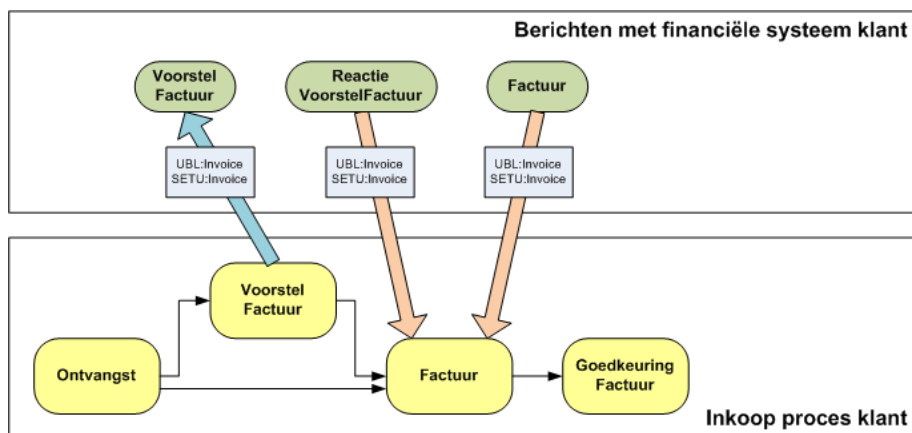 Berichten met financiële systeem klant
Voorstel
Factuur
Reactie
VoorstelFactuur
Factuur
UBL:Invoice
SETU:Invoice
UBL:Invoice
SETU:Invoice
UBL:Invoice
SETU:Invoice
Voorstel
Factuur
Ontvangst
Factuur
Goedkeuring
Factuur
Inkoop proces klant